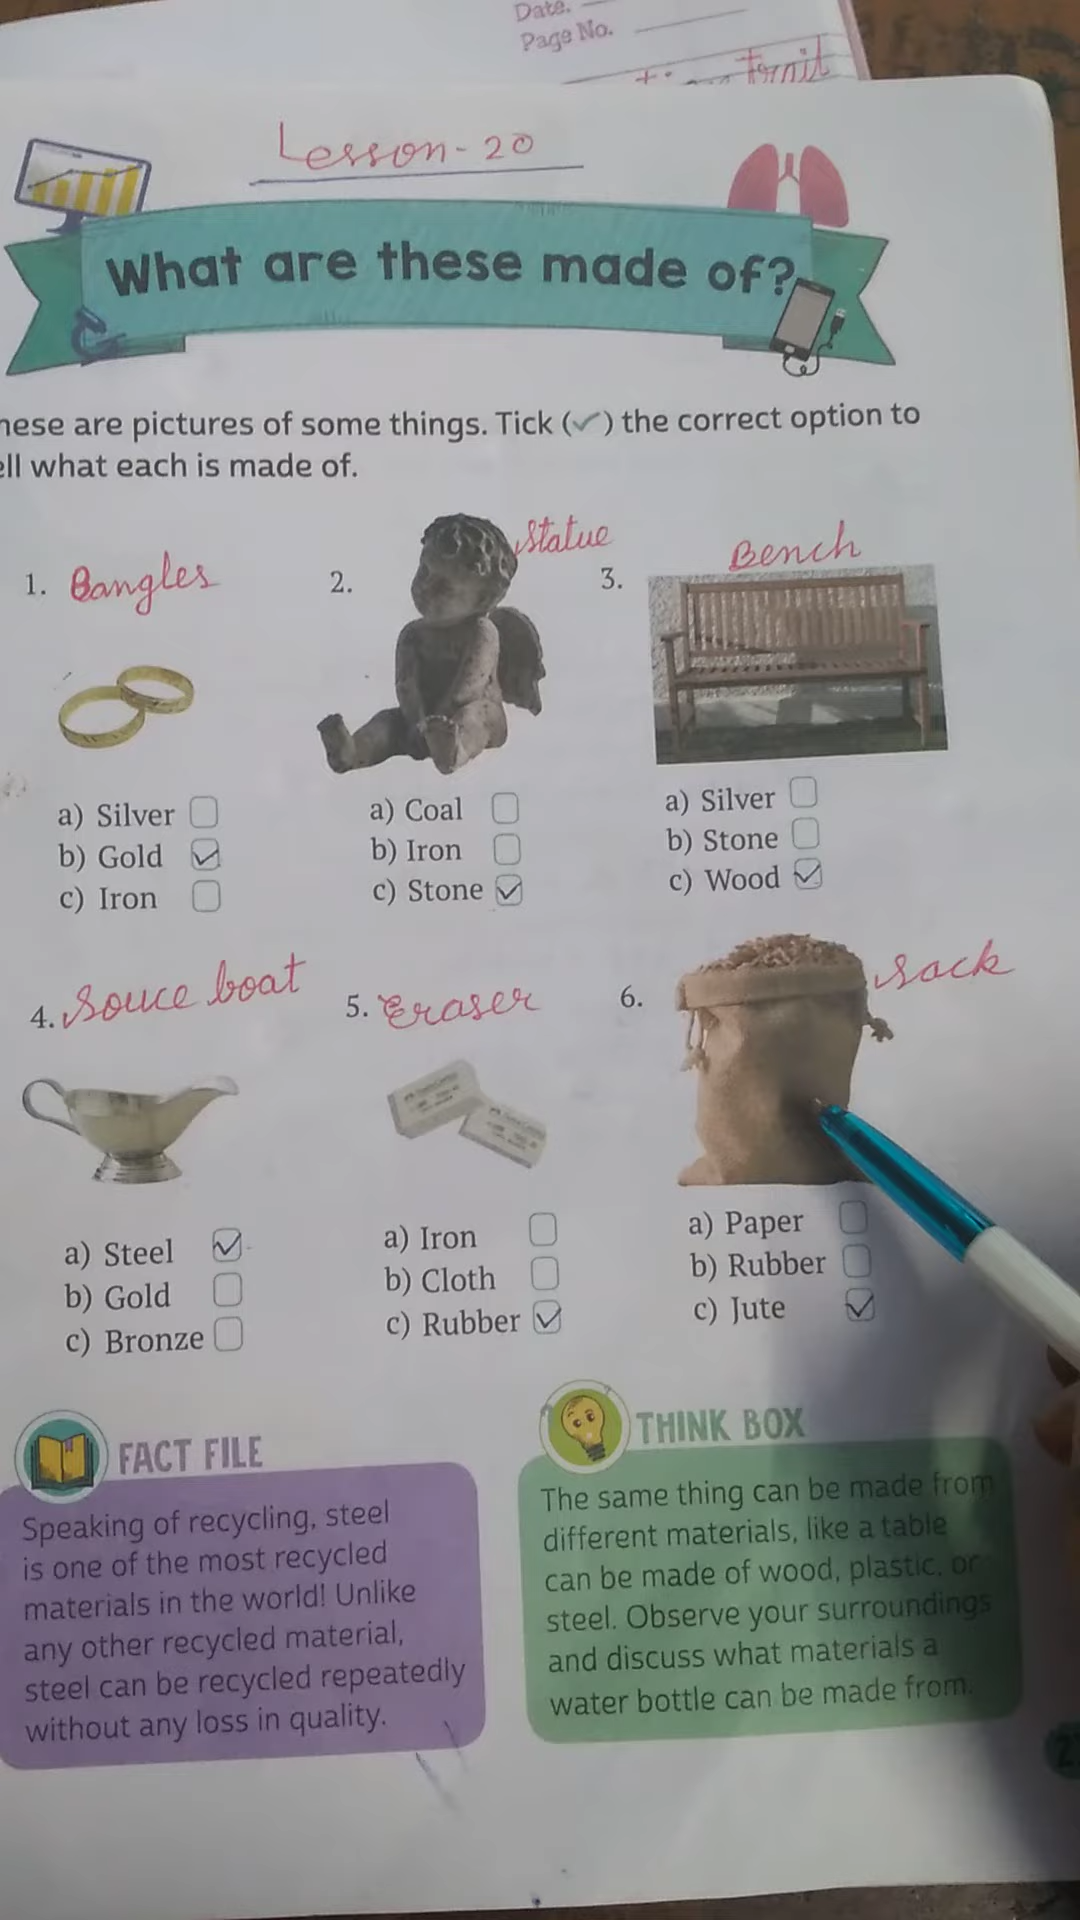 Date.
Page No.
Lesson-20
What are these made of?
are pictures of some things. Tick (✓) the correct option to
what each is made of.
1. Bangles
a) Silver
b) Gold ✓
c) Iron
2. Statue
a) Coal
b) Iron
c) Stone ✓
3. Bench
a) Silver
b) Stone
c) Wood ✓
4. Souce boat
a) Steel ✓
b) Gold
c) Bronze
5. Eraser
a) Iron
b) Cloth
c) Rubber ✓
6. Sack
a) Paper
b) Rubber
c) Jute ✓
FACT FILE
Speaking of recycling, steel
is one of the most recycled
materials in the world! Unlike
any other recycled material,
steel can be recycled repeatedly
without any loss in quality.
THINK BOX
The same thing can be made from
different materials, like a table
can be made of wood, plastic, or
steel. Observe your surroundings
and discuss what materials a
water bottle can be made from.